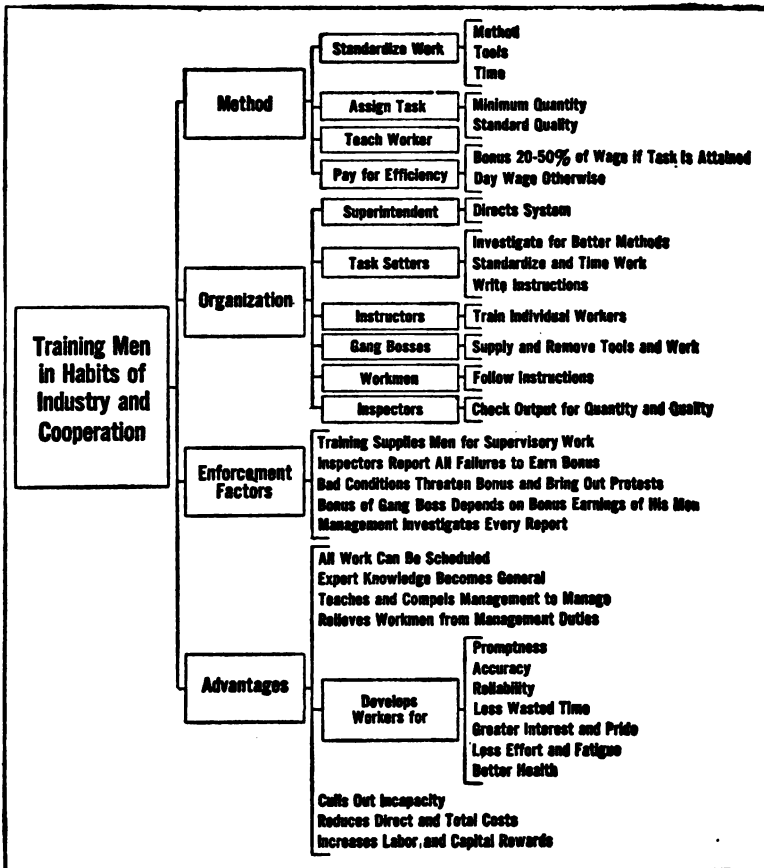 Training Men
in Habits of
Industry and
Cooperation
Method
Standardize Work
Method
Tools
Time
Assign Task
Minimum Quantity
Standard Quality
Teach Worker
Pay for Efficiency
Bonus 20-50% of Wage if Task Is Attained
Day Wage Otherwise
Organization
Superintendent
Directs System
Task Setters
Investigate for Better Methods
Standardize and Time Work
Write Instructions
Instructors
Train Individual Workers
Gang Bosses
Supply and Remove Tools and Work
Workmen
Follow Instructions
Inspectors
Check Output for Quantity and Quality
Enforcement
Factors
Training Supplies Men for Supervisory Work
Inspectors Report All Failures to Earn Bonus
Bad Conditions Threaten Bonus and Bring Out Protests
Bonus of Gang Boss Depends on Bonus Earnings of His Men
Management Investigates Every Report
Advantages
All Work Can Be Scheduled
Expert Knowledge Becomes General
Teaches and Compels Management to Manage
Relieves Workmen from Management Duties
Develops
Workers for
Promptness
Accuracy
Reliability
Less Wasted Time
Greater Interest and Pride
Less Effort and Fatigue
Better Health
Culls Out Incapacity
Reduces Direct and Total Costs
Increases Labor, and Capital Rewards